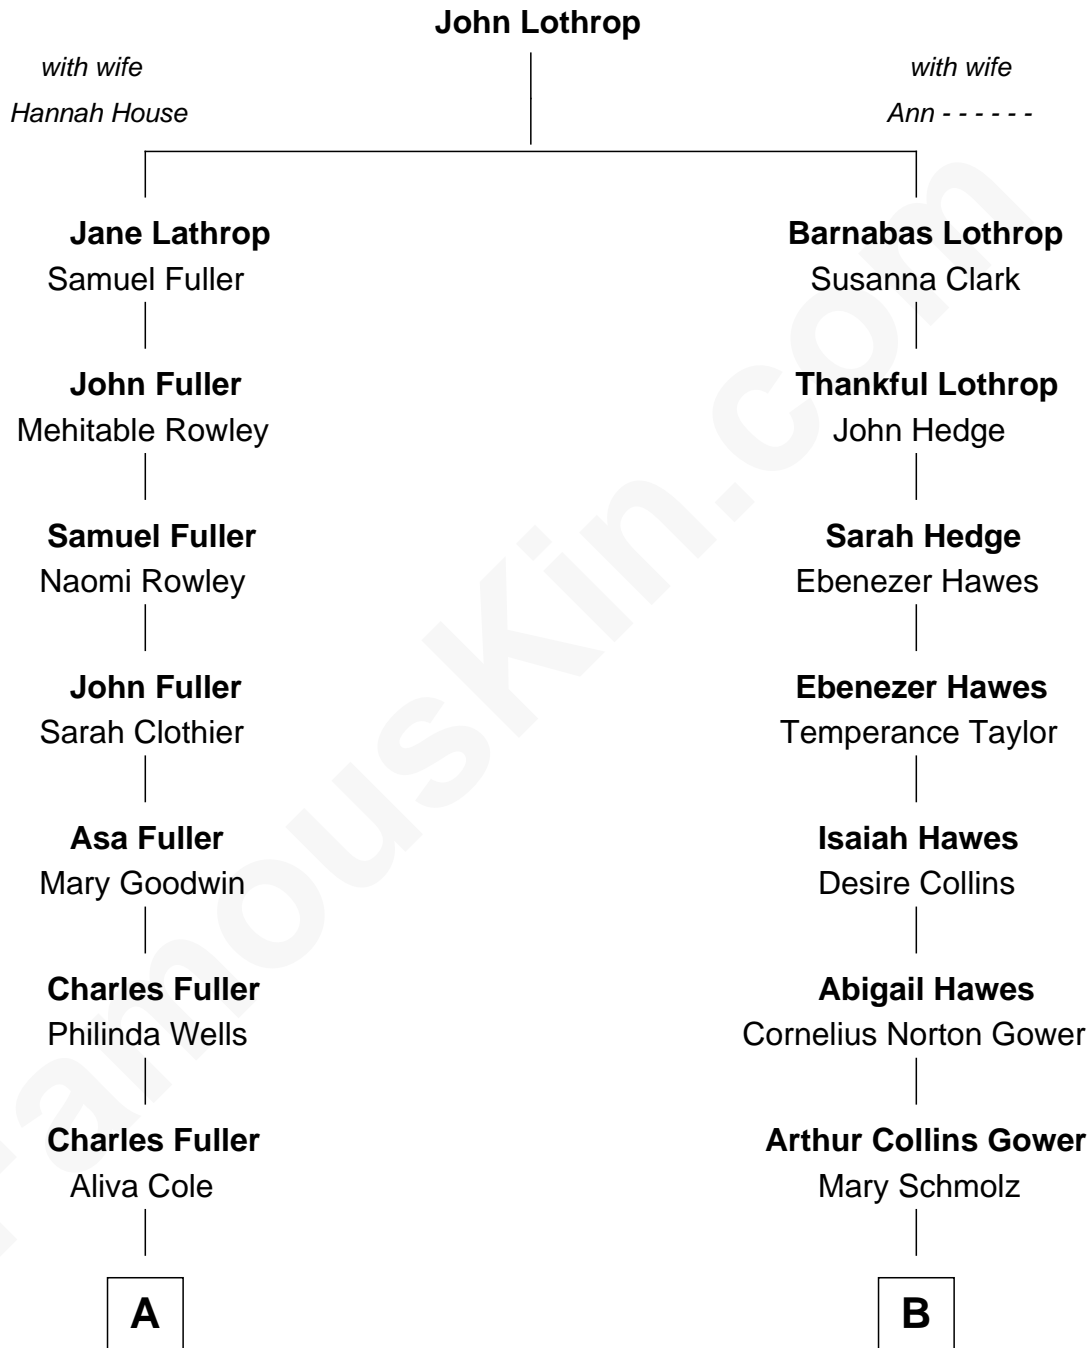 John Lothrop
with wife
Hannah House
with wife
Ann - - - - - -
Jane Lathrop
Samuel Fuller
Barnabas Lothrop
Susanna Clark
John Fuller
Mehitable Rowley
Thankful Lothrop
John Hedge
Samuel Fuller
Naomi Rowley
Sarah Hedge
Ebenezer Hawes
John Fuller
Sarah Clothier
Ebenezer Hawes
Temperance Taylor
Asa Fuller
Mary Goodwin
Isaiah Hawes
Desire Collins
Charles Fuller
Philinda Wells
Abigail Hawes
Cornelius Norton Gower
Charles Fuller
Aliva Cole
Arthur Collins Gower
Mary Schmolz
A
B
FamousKin.com